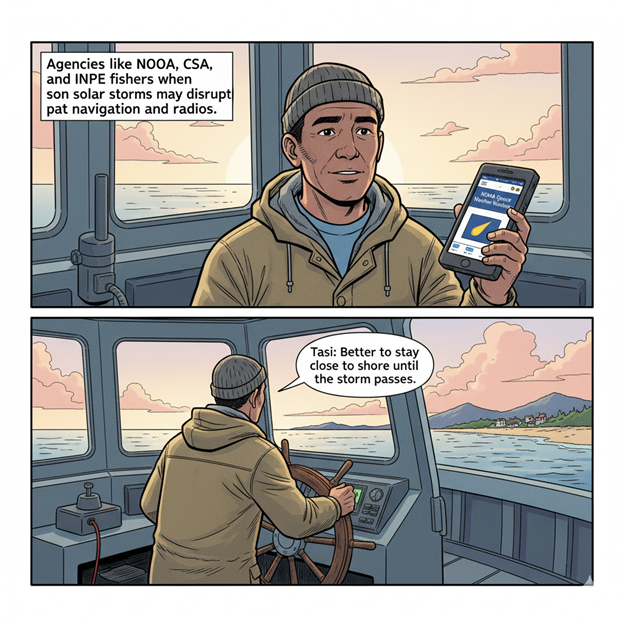 Agencies like NOOA, CSA,
and INPE fishers when
son solar storms may disrupt
pat navigation and radios.
Tasi: Better to stay
close to shore until
the storm passes.